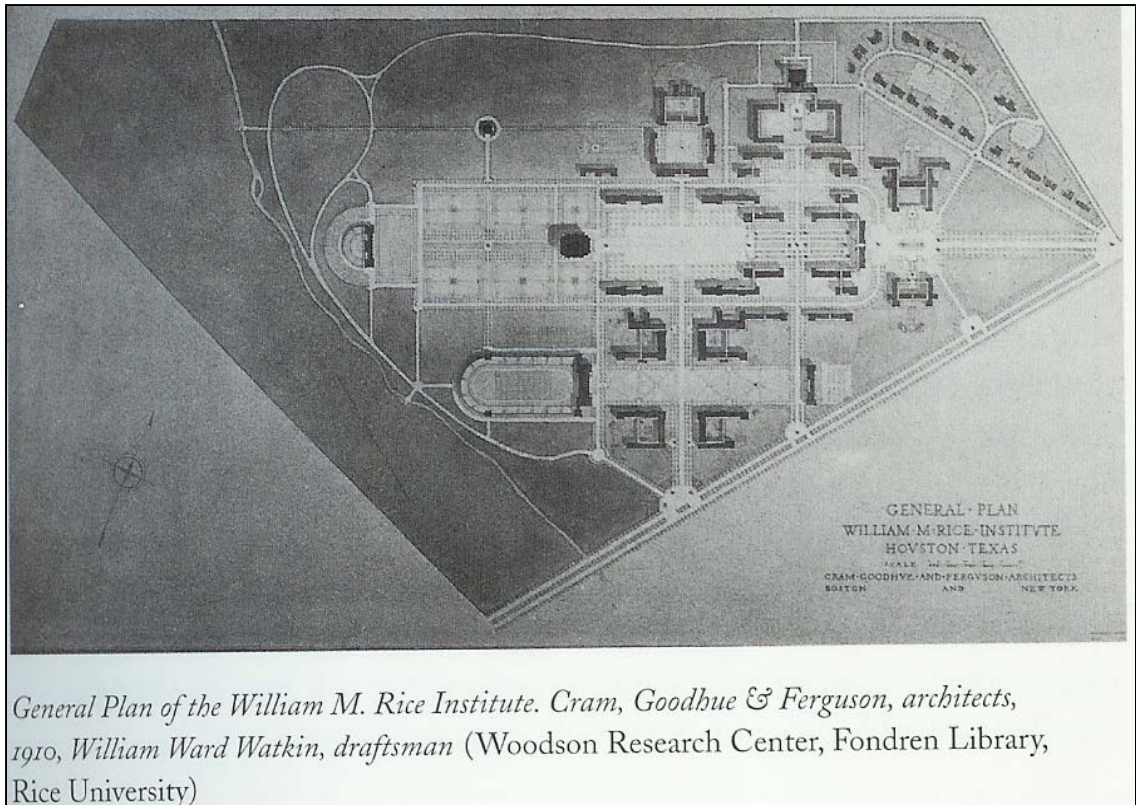 GENERAL·PLAN
WILLIAM·M·RICE·INSTITVTE
HOVSTON·TEXAS
SCALE
CRAM·GOODHVE·AND·FERGVSON·ARCHITECTS
BOSTON AND NEW YORK
General Plan of the William M. Rice Institute. Cram, Goodhue & Ferguson, architects,
1910, William Ward Watkin, draftsman (Woodson Research Center, Fondren Library,
Rice University)